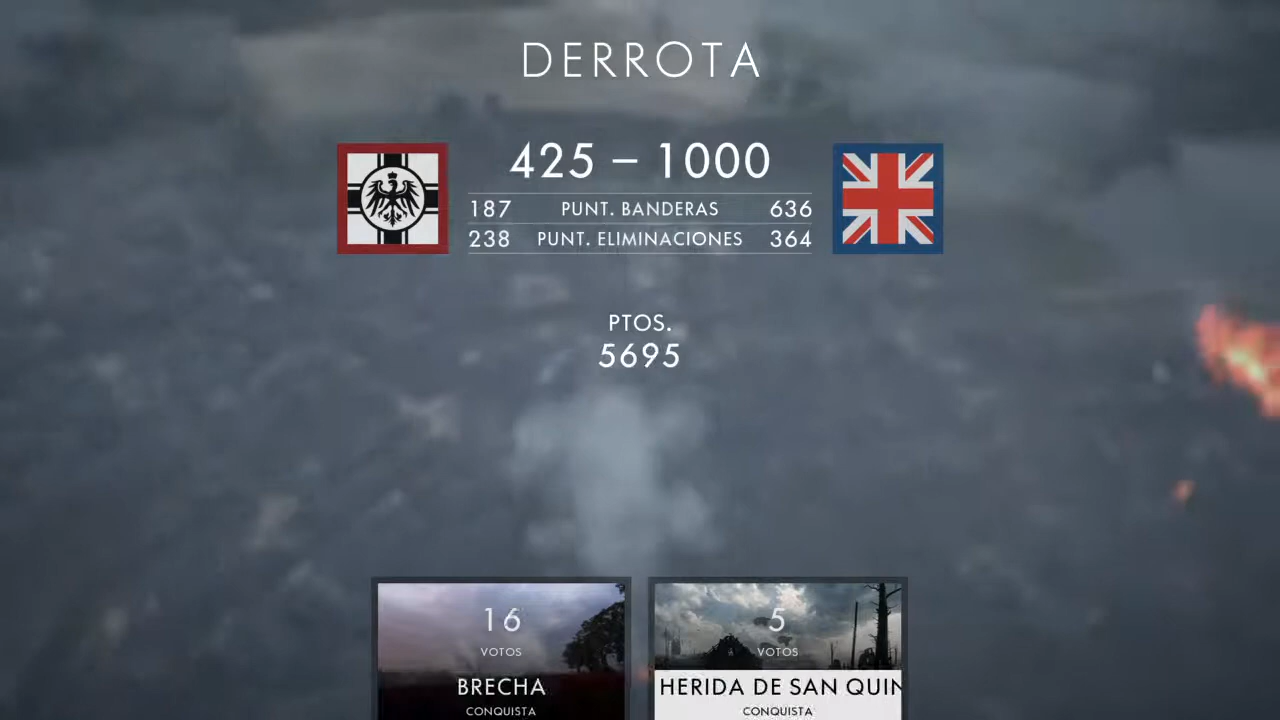 DERROTA
425 – 1000
187 PUNT. BANDERAS 636
238 PUNT. ELIMINACIONES 364
PTOS.
5695
16
VOTOS
BRECHA
CONQUISTA
5
VOTOS
HERIDA DE SAN QUIN
CONQUISTA